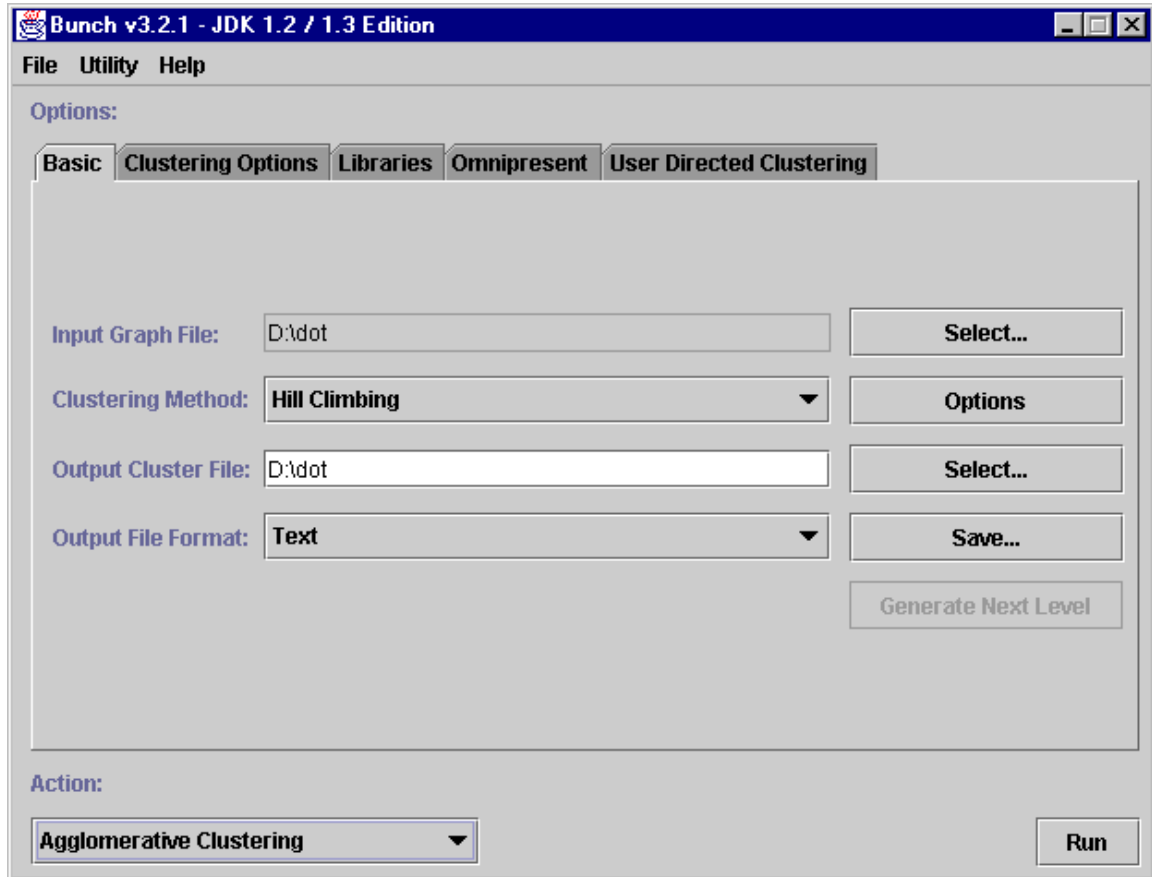 Bunch v3.2.1 - JDK 1.2 / 1.3 Edition
File Utility Help
Options:
Basic Clustering Options Libraries Omnipresent User Directed Clustering
Input Graph File: D:\dot Select...
Clustering Method: Hill Climbing Options
Output Cluster File: D:\dot Select...
Output File Format: Text Save...
Generate Next Level
Action:
Agglomerative Clustering Run